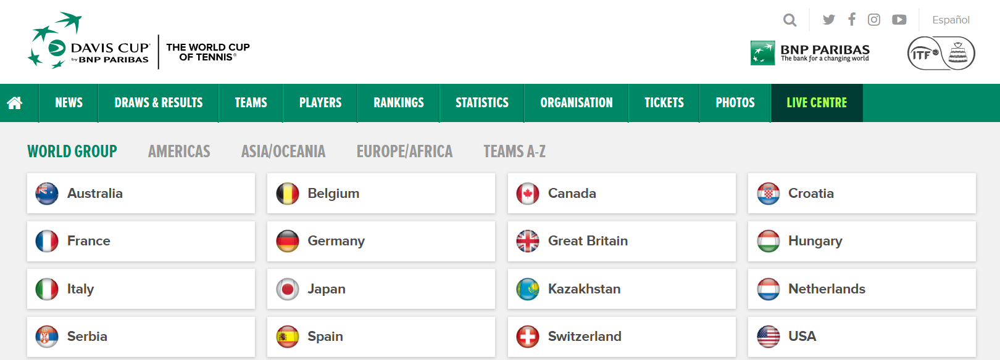 Español
DAVIS CUP®
by BNP PARIBAS
THE WORLD CUP
OF TENNIS®
BNP PARIBAS
The bank for a changing world
ITF
NEWS DRAWS & RESULTS TEAMS PLAYERS RANKINGS STATISTICS ORGANISATION TICKETS PHOTOS LIVE CENTRE
WORLD GROUP AMERICAS ASIA/OCEANIA EUROPE/AFRICA TEAMS A-Z
Australia Belgium Canada Croatia
France Germany Great Britain Hungary
Italy Japan Kazakhstan Netherlands
Serbia Spain Switzerland USA